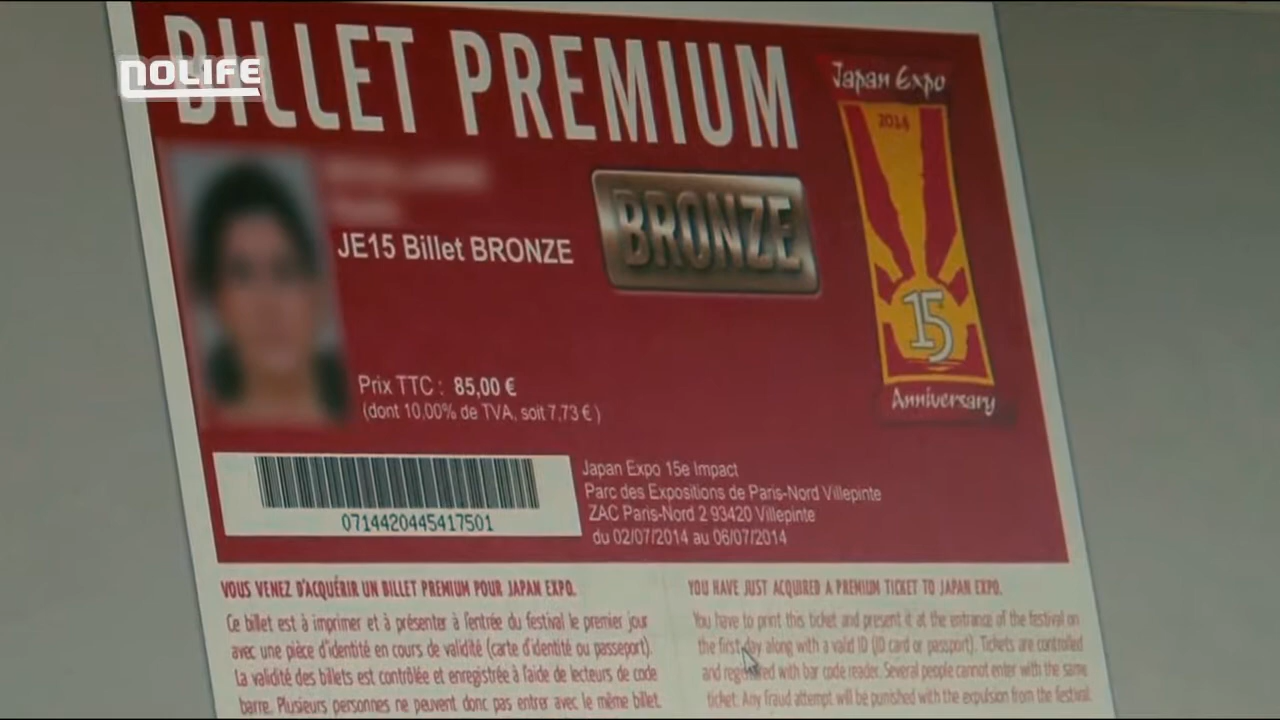 NOLIFE
BILLET PREMIUM
Japan Expo
2014
BRONZE
JE15 Billet BRONZE
15
Prix TTC : 85,00 €
(dont 10,00% de TVA, soit 7,73 € )
Anniversary
0714420445417501
Japan Expo 15e Impact
Parc des Expositions de Paris-Nord Villepinte
ZAC Paris-Nord 2 93420 Villepinte
du 02/07/2014 au 06/07/2014
VOUS VENEZ D'ACQUÉRIR UN BILLET PREMIUM POUR JAPAN EXPO.
Ce billet est à imprimer et à présenter à l'entrée du festival le premier jour
avec une pièce d'identité en cours de validité (carte d'identité ou passeport).
La validité des billets est contrôlée et enregistrée à l'aide de lecteurs de code
barre. Plusieurs personnes ne peuvent donc pas entrer avec le même billet.
YOU HAVE JUST ACQUIRED A PREMIUM TICKET TO JAPAN EXPO.
You have to print this ticket and present it at the entrance of the festival on
the first day along with a valid ID (ID card or passport). Tickets are controlled
and registered with bar code reader. Several people cannot enter with the same
ticket. Any fraud attempt will be punished with the expulsion from the festival.